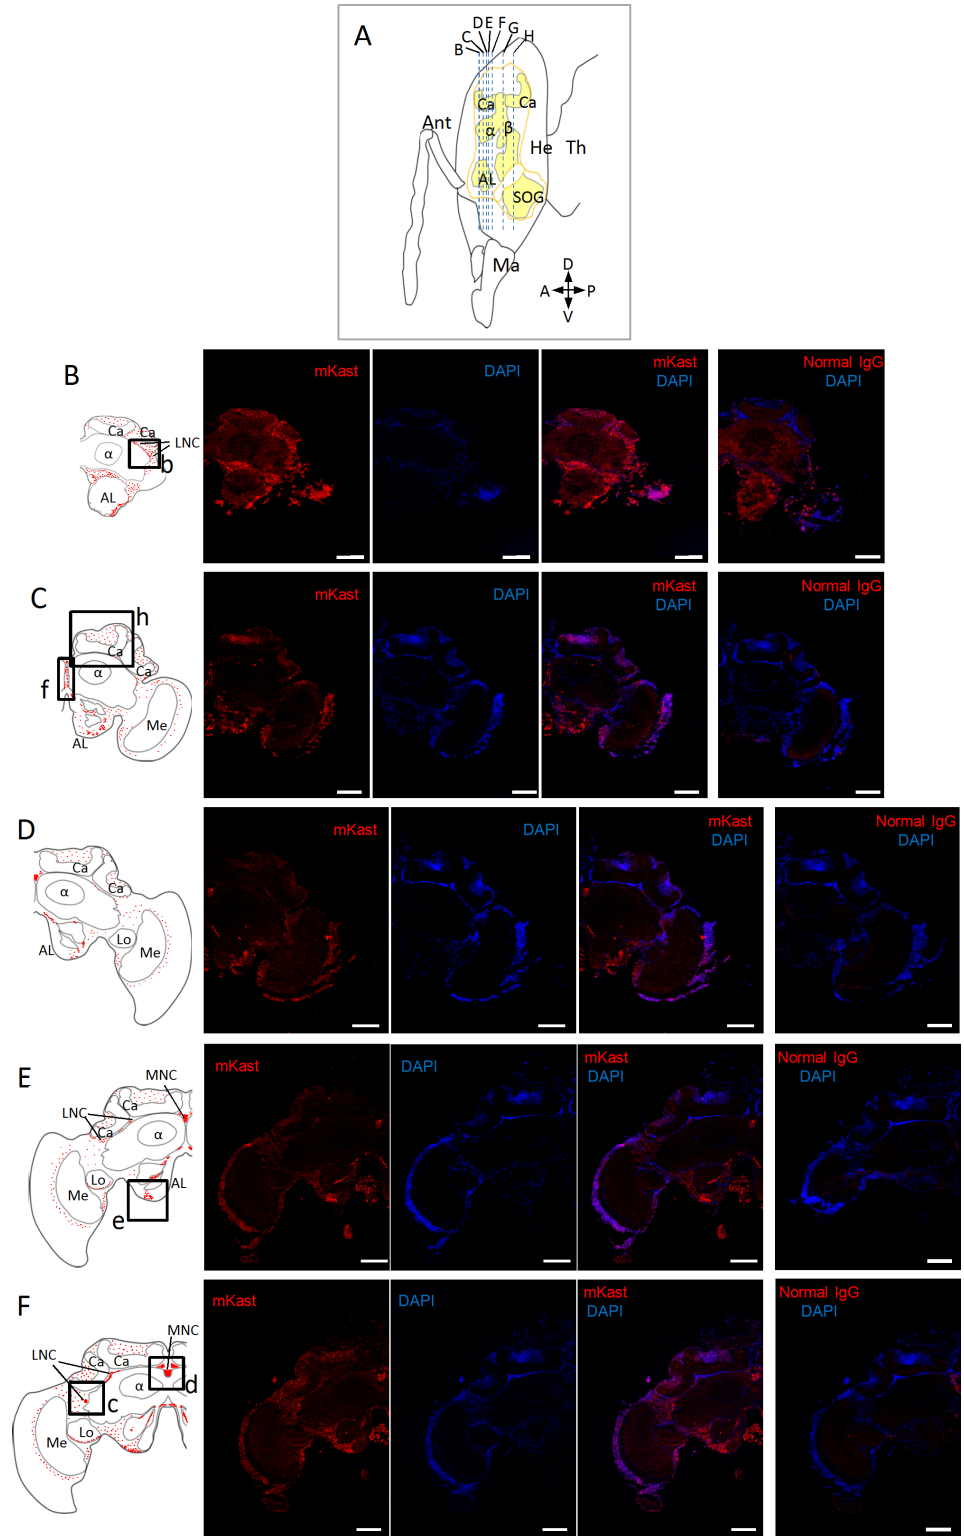 A
D E F
C G H
B
Ca Ca
Ant α β
He Th
AL
SOG
Ma
D
A P
V
B
mKast DAPI mKast Normal IgG
DAPI DAPI
Ca Ca
LNC
α b
AL
C
mKast DAPI mKast Normal IgG
DAPI DAPI
h
Ca
α Ca
f
Me
AL
D
mKast DAPI mKast Normal IgG
DAPI DAPI
Ca
α Ca
Lo
AL Me
E
mKast DAPI mKast Normal IgG
DAPI DAPI
MNC
LNC Ca
Ca α
Lo AL
Me
e
F
mKast DAPI mKast Normal IgG
DAPI DAPI
MNC
LNC Ca Ca
α d
c
Me Lo